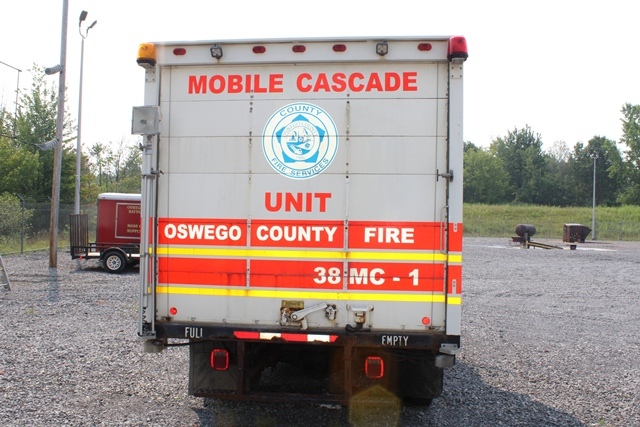 MOBILE CASCADE
COUNTY
FIRE SERVICES
UNIT
OSWEGO COUNTY FIRE
38 MC - 1
FULL
EMPTY